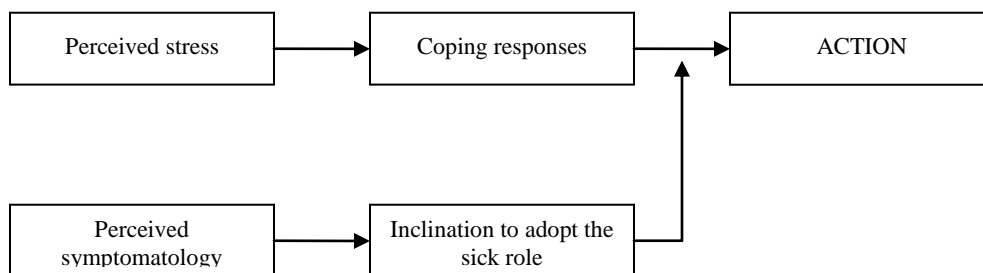 Perceived stress
Coping responses
ACTION
Perceived
symptomatology
Inclination to adopt the
sick role